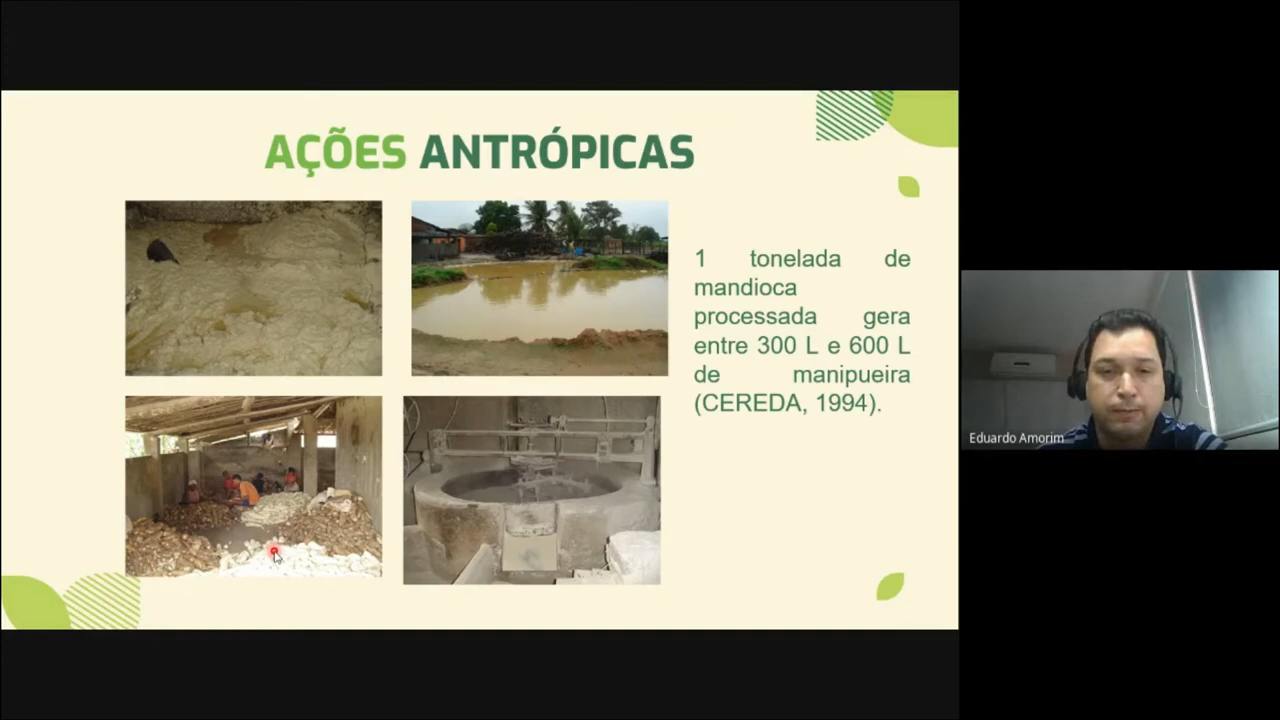 AÇÕES ANTRÓPICAS
1 tonelada de
mandioca
processada gera
entre 300 L e 600 L
de manipueira
(CEREDA, 1994).
Eduardo Amorim